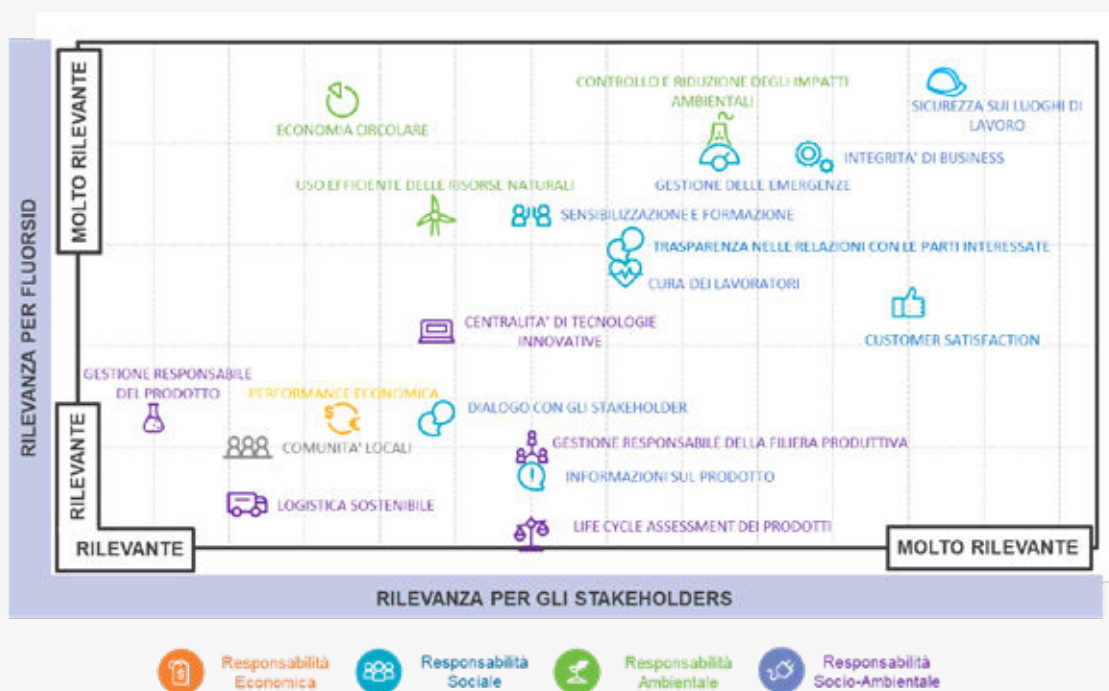 RILEVANZA PER FLUORSID
MOLTO RILEVANTE
RILEVANTE
CONTROLLO E RIDUZIONE DEGLI IMPATTI
AMBIENTALI
SICUREZZA SUI LUOGHI DI
LAVORO
ECONOMIA CIRCOLARE
INTEGRITA' DI BUSINESS
USO EFFICIENTE DELLE RISORSE NATURALI
GESTIONE DELLE EMERGENZE
SENSIBILIZZAZIONE E FORMAZIONE
TRASPARENZA NELLE RELAZIONI CON LE PARTI INTERESSATE
CURA DEI LAVORATORI
CENTRALITA' DI TECNOLOGIE
INNOVATIVE
CUSTOMER SATISFACTION
GESTIONE RESPONSABILE
DEL PRODOTTO
PERFORMANCE ECONOMICA
$
€
DIALOGO CON GLI STAKEHOLDER
COMUNITA' LOCALI
GESTIONE RESPONSABILE DELLA FILIERA PRODUTTIVA
INFORMAZIONI SUL PRODOTTO
LOGISTICA SOSTENIBILE
LIFE CYCLE ASSESSMENT DEI PRODOTTI
RILEVANTE
MOLTO RILEVANTE
RILEVANZA PER GLI STAKEHOLDERS
Responsabilità
Economica
Responsabilità
Sociale
Responsabilità
Ambientale
Responsabilità
Socio-Ambientale